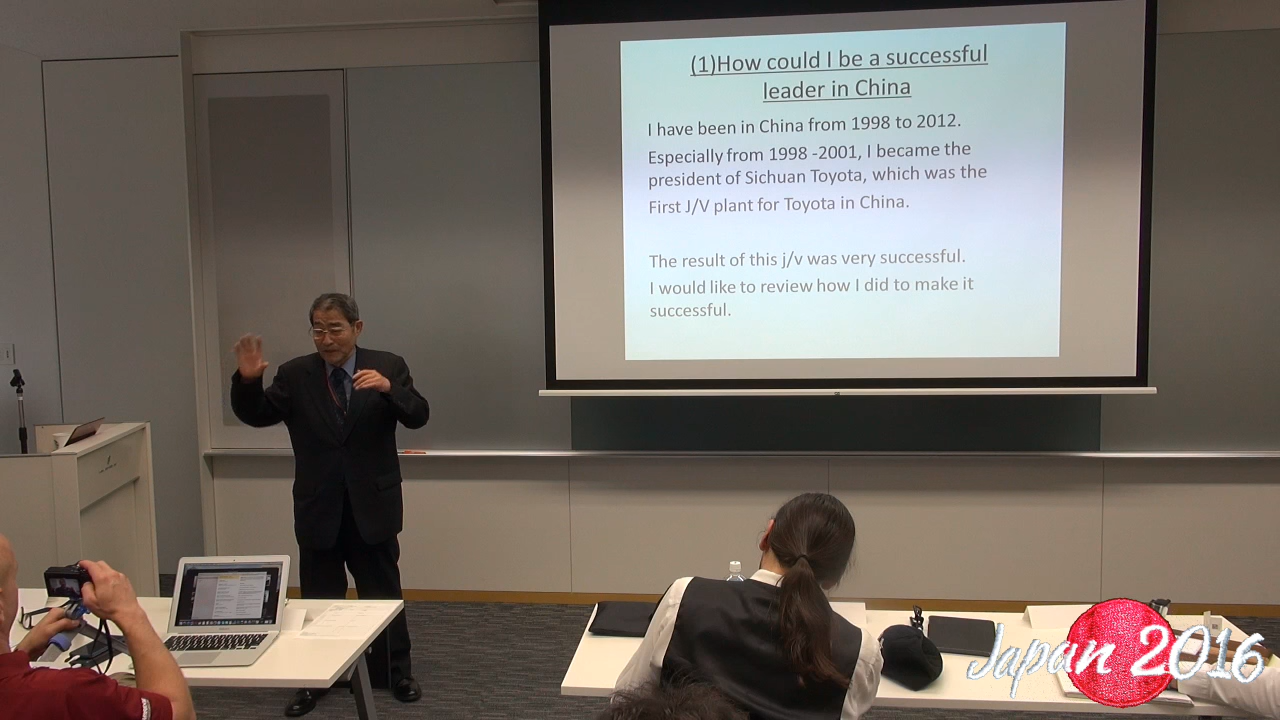 (1)How could I be a successful
leader in China
I have been in China from 1998 to 2012.
Especially from 1998 -2001, I became the
president of Sichuan Toyota, which was the
First J/V plant for Toyota in China.
The result of this j/v was very successful.
I would like to review how I did to make it
successful.
Japan 2016